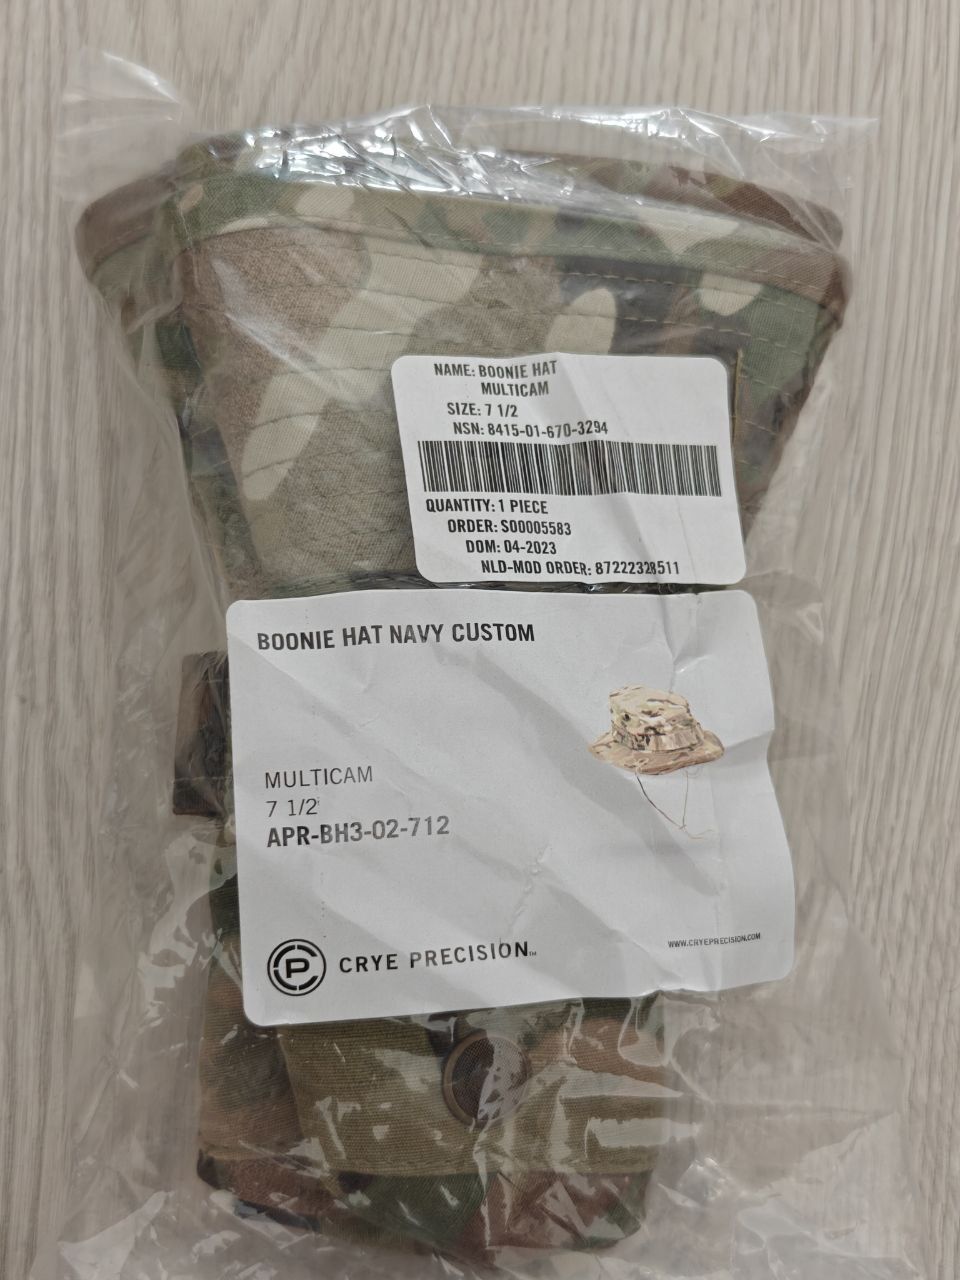 NAME: BOONIE HAT
MULTICAM
SIZE: 7 1/2
NSN: 8415-01-670-3294
QUANTITY: 1 PIECE
ORDER: S00005583
DOM: 04-2023
NLD-MOD ORDER: 87222328511
BOONIE HAT NAVY CUSTOM
MULTICAM
7 1/2
APR-BH3-02-712
CP CRYE PRECISION™
WWW.CRYEPRECISION.COM